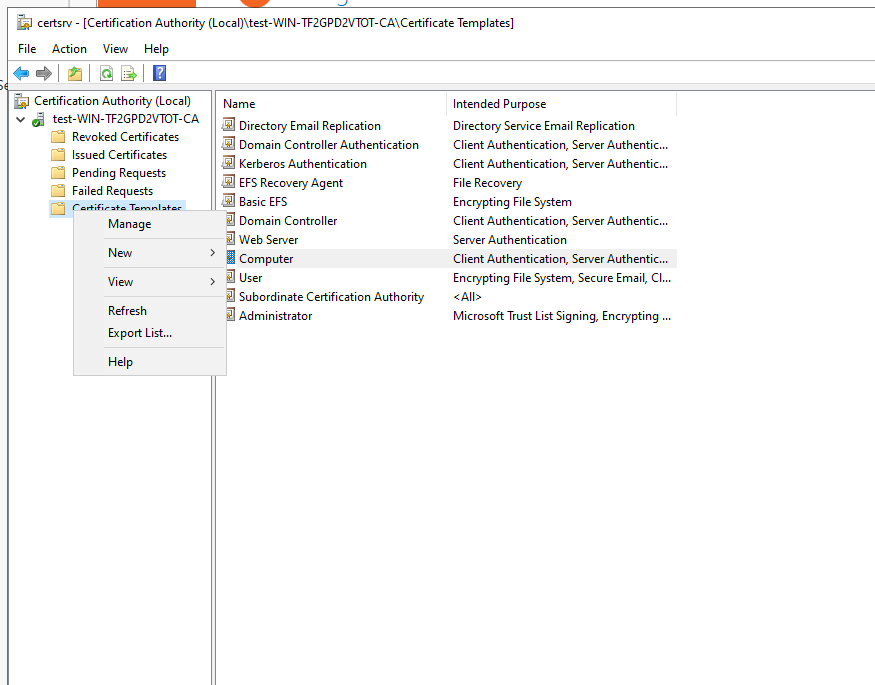 certsrv - [Certification Authority (Local)\test-WIN-TF2GPD2VTOT-CA\Certificate Templates]
File Action View Help
Certification Authority (Local)
test-WIN-TF2GPD2VTOT-CA
Revoked Certificates
Issued Certificates
Pending Requests
Failed Requests
Certificate Templates
Manage
New
View
Refresh
Export List...
Help
Name Intended Purpose
Directory Email Replication Directory Service Email Replication
Domain Controller Authentication Client Authentication, Server Authentic...
Kerberos Authentication Client Authentication, Server Authentic...
EFS Recovery Agent File Recovery
Basic EFS Encrypting File System
Domain Controller Client Authentication, Server Authentic...
Web Server Server Authentication
Computer Client Authentication, Server Authentic...
User Encrypting File System, Secure Email, Cl...
Subordinate Certification Authority <All>
Administrator Microsoft Trust List Signing, Encrypting ...